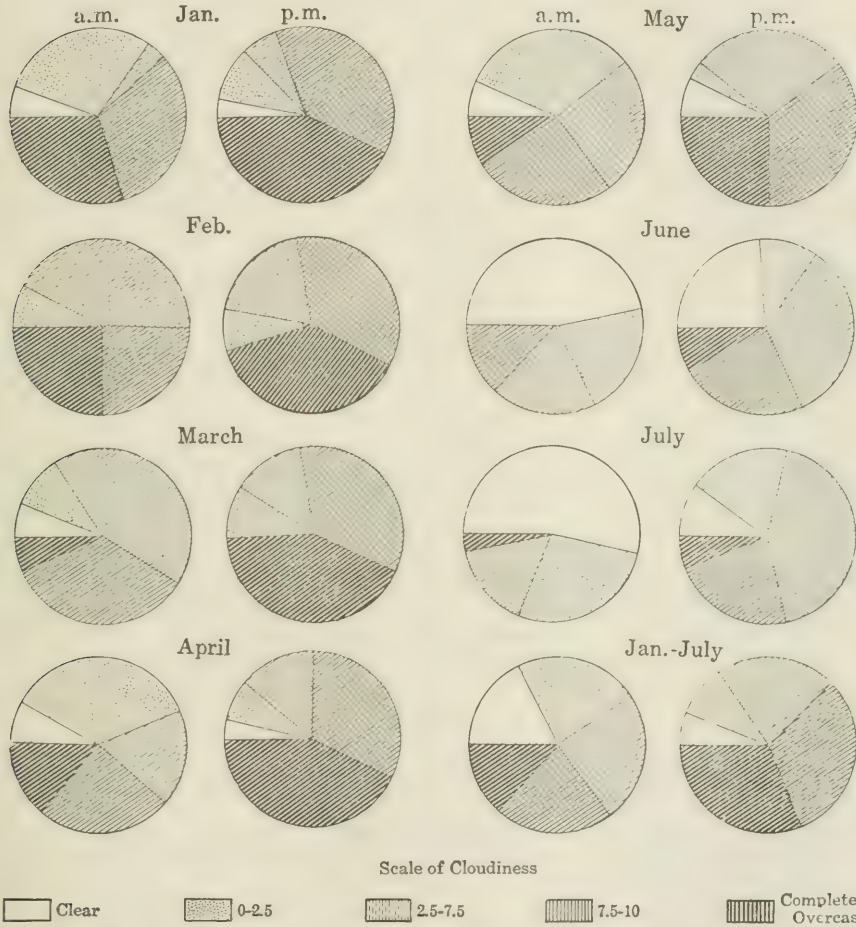 a.m. Jan. p.m. a.m. May p.m.
Feb. June
March July
April Jan.-July
Scale of Cloudiness
Clear 0-2.5 2.5-7.5 7.5-10 Complete
Overcas